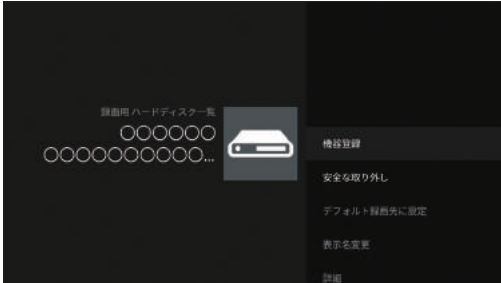 録画用 ハードディスク一覧
〇〇〇〇〇〇
〇〇〇〇〇〇〇〇〇〇...
機器登録
安全な取り外し
デフォルト録画先に設定
表示名変更
詳細